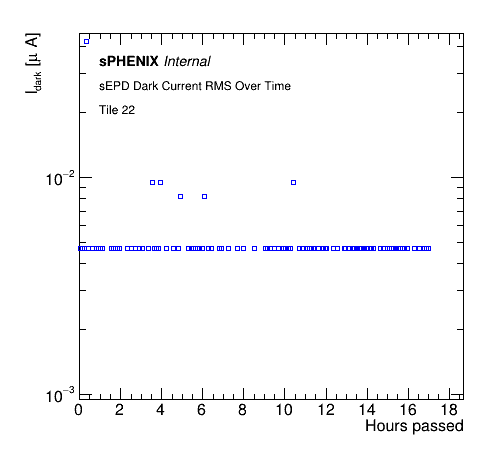 I_dark [μ A]
sPHENIX Internal
sEPD Dark Current RMS Over Time
Tile 22
10⁻²
10⁻³
0 2 4 6 8 10 12 14 16 18
Hours passed